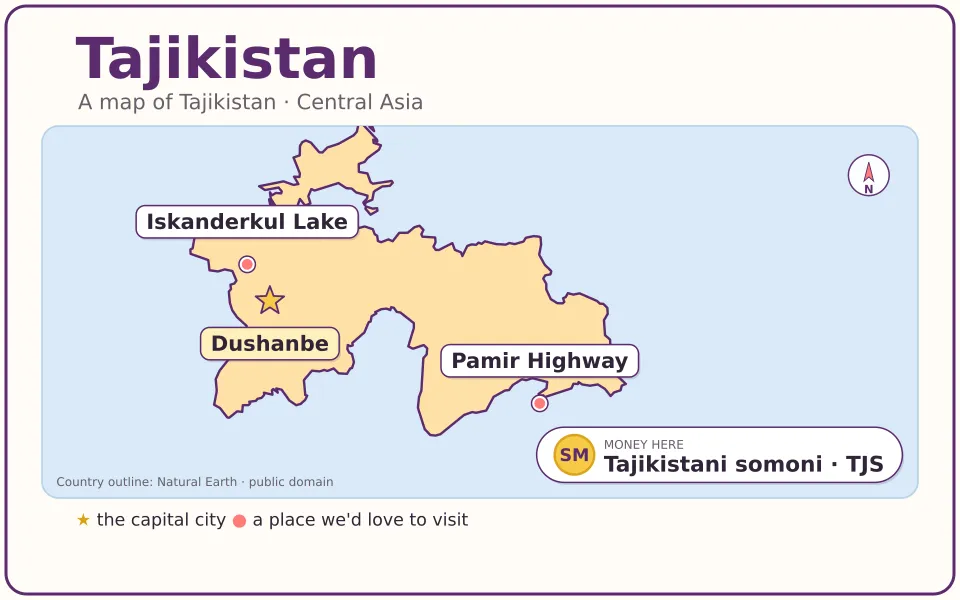 Tajikistan
A map of Tajikistan · Central Asia
N
Iskanderkul Lake
Dushanbe
Pamir Highway
SM
MONEY HERE
Tajikistani somoni · TJS
Country outline: Natural Earth · public domain
★ the capital city ● a place we'd love to visit